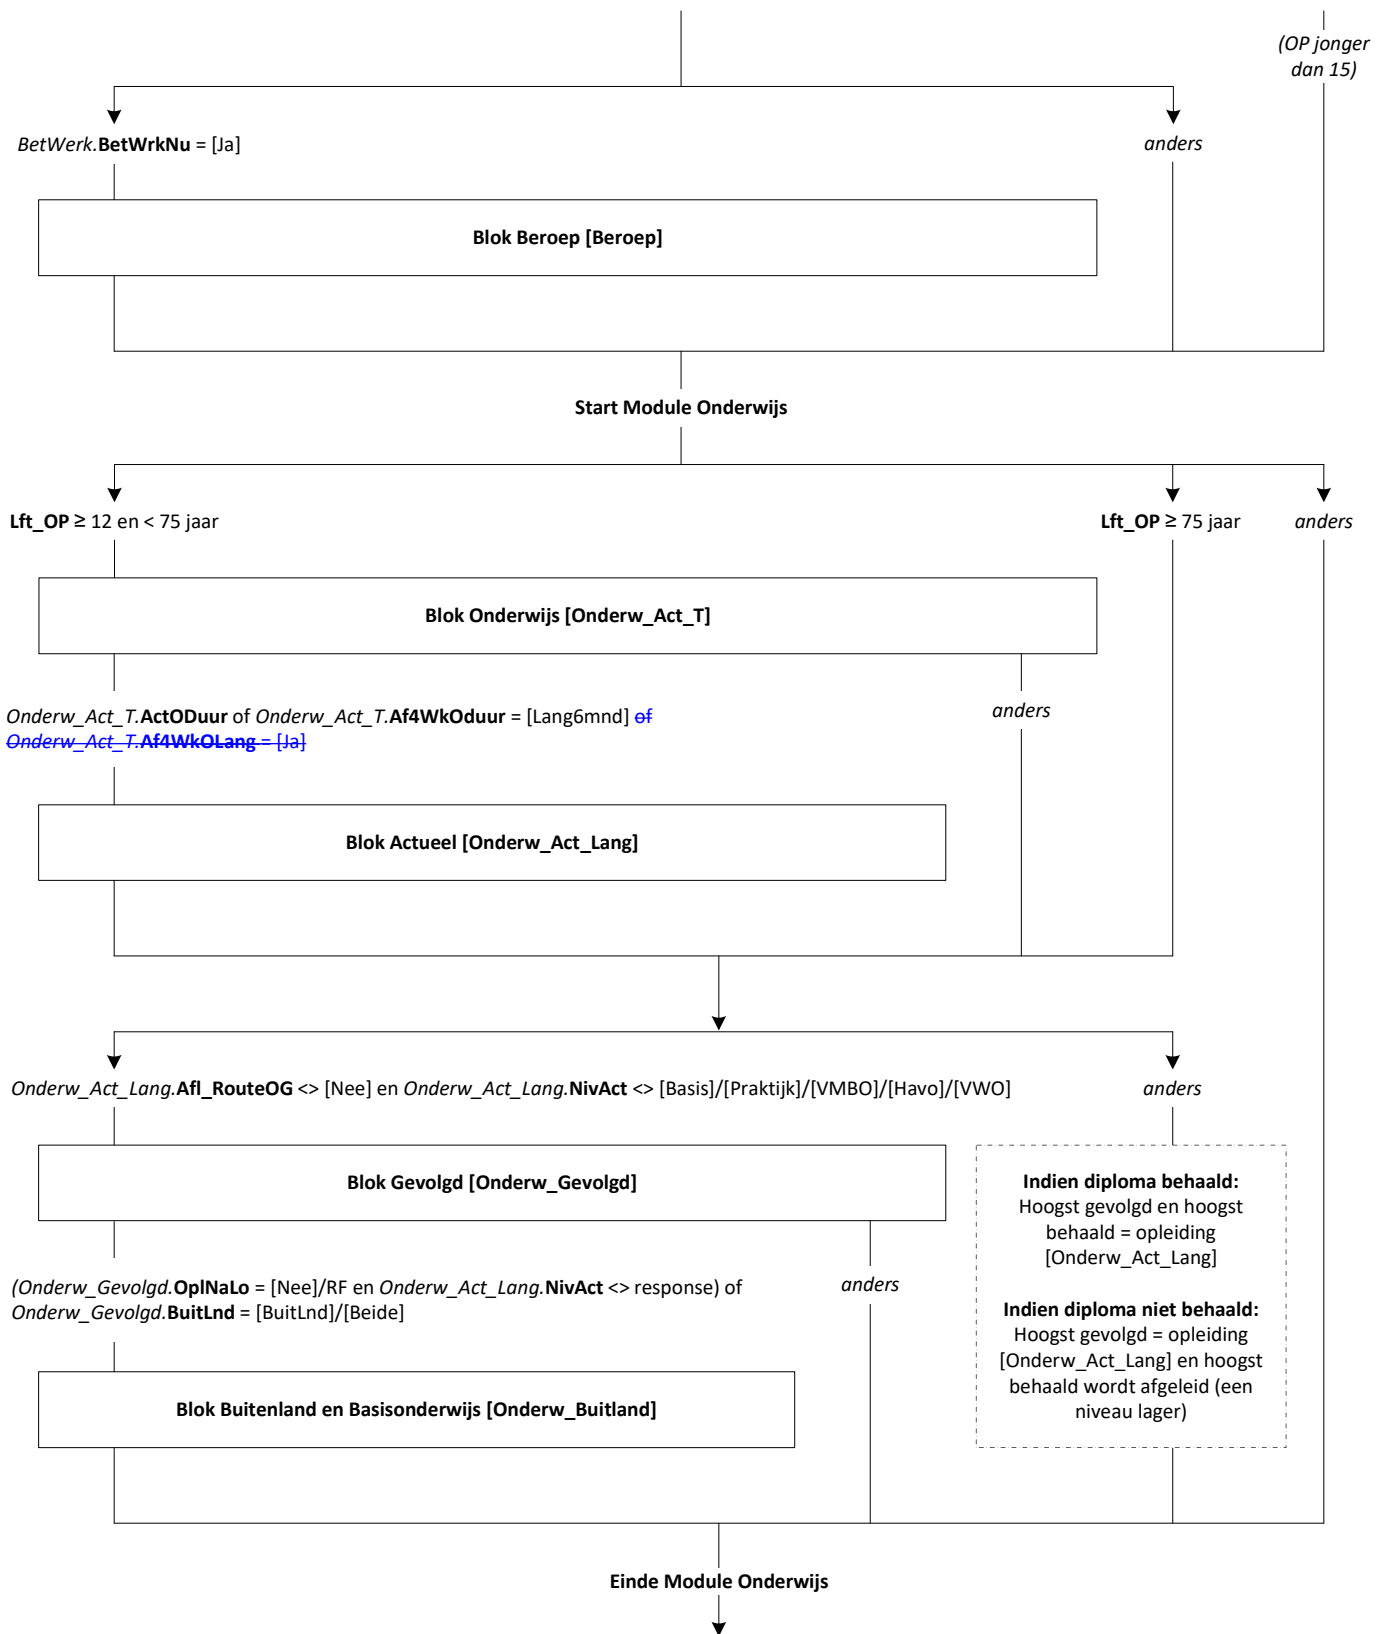 (OP jonger
dan 15)
BetWerk.BetWrkNu = [Ja]
anders
Blok Beroep [Beroep]
Start Module Onderwijs
Lft_OP ≥ 12 en < 75 jaar
Lft_OP ≥ 75 jaar
anders
Blok Onderwijs [Onderw_Act_T]
Onderw_Act_T.ActODuur of Onderw_Act_T.Af4WkOduur = [Lang6mnd] of
Onderw_Act_T.Af4WkOLang = [Ja]
anders
Blok Actueel [Onderw_Act_Lang]
Onderw_Act_Lang.Afl_RouteOG <> [Nee] en Onderw_Act_Lang.NivAct <> [Basis]/[Praktijk]/[VMBO]/[Havo]/[VWO]
anders
Blok Gevolgd [Onderw_Gevolgd]
Indien diploma behaald:
Hoogst gevolgd en hoogst
behaald = opleiding
[Onderw_Act_Lang]
Indien diploma niet behaald:
Hoogst gevolgd = opleiding
[Onderw_Act_Lang] en hoogst
behaald wordt afgeleid (een
niveau lager)
(Onderw_Gevolgd.OplNaLo = [Nee]/RF en Onderw_Act_Lang.NivAct <> response) of
Onderw_Gevolgd.BuitLnd = [BuitLnd]/[Beide]
anders
Blok Buitenland en Basisonderwijs [Onderw_Buitland]
Einde Module Onderwijs